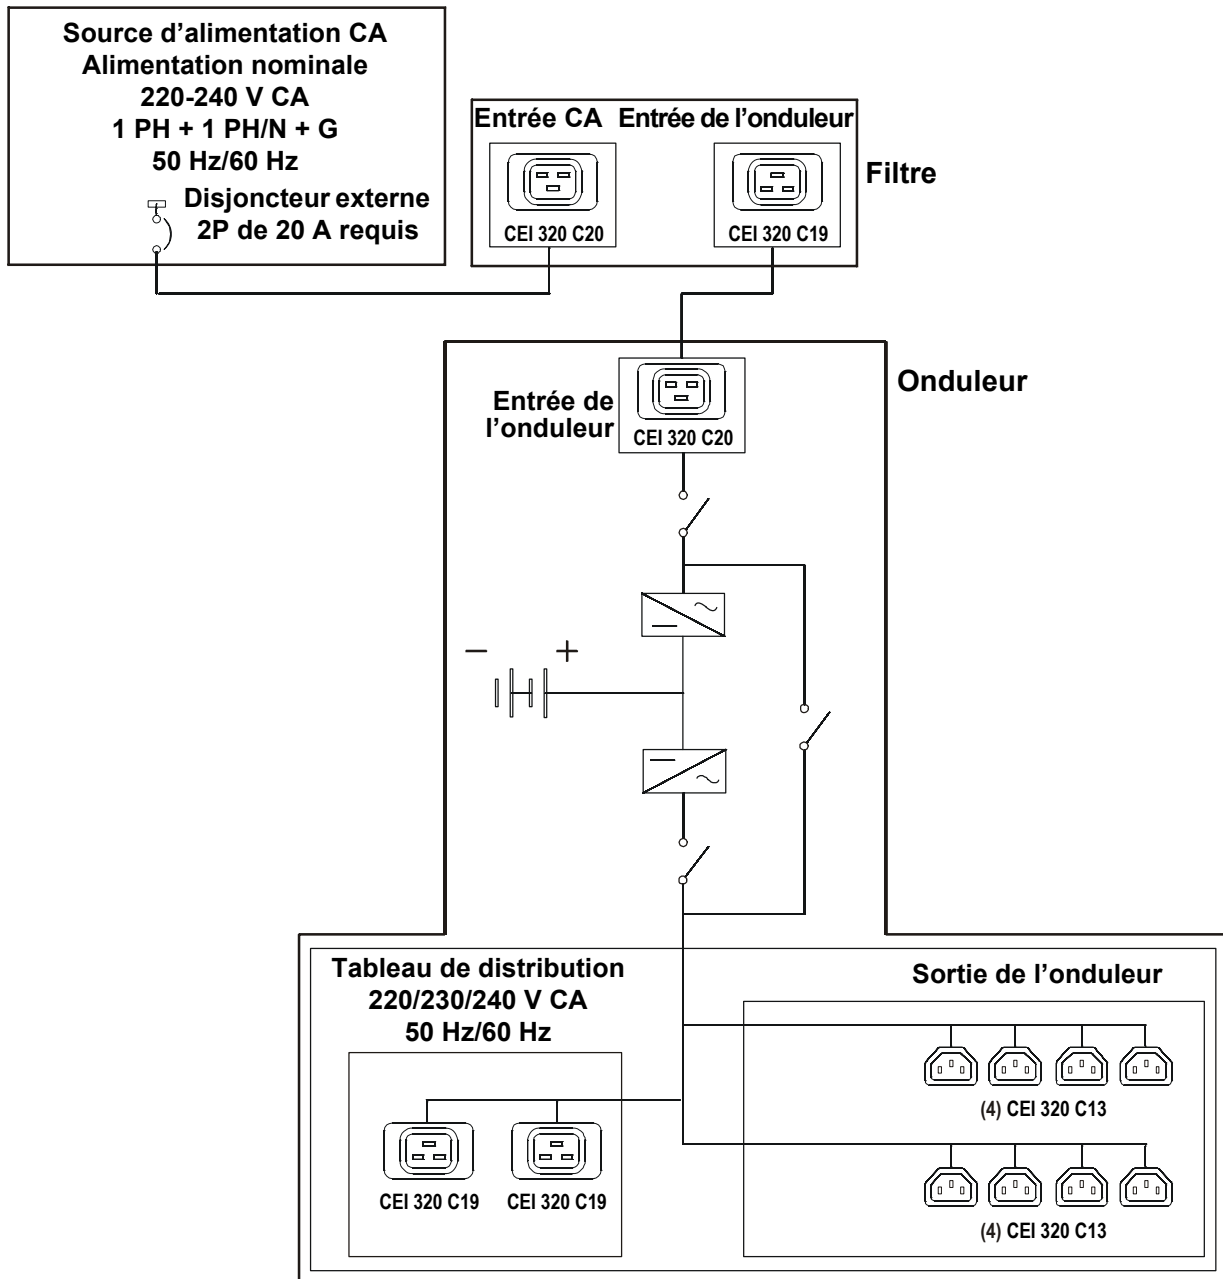 Source d’alimentation CA
Alimentation nominale
220-240 V CA
1 PH + 1 PH/N + G
50 Hz/60 Hz
Disjoncteur externe
2P de 20 A requis
Entrée CA
Entrée de l’onduleur
CEI 320 C20
CEI 320 C19
Filtre
Onduleur
Entrée de
l’onduleur
CEI 320 C20
− +
Tableau de distribution
220/230/240 V CA
50 Hz/60 Hz
CEI 320 C19
CEI 320 C19
Sortie de l’onduleur
(4) CEI 320 C13
(4) CEI 320 C13